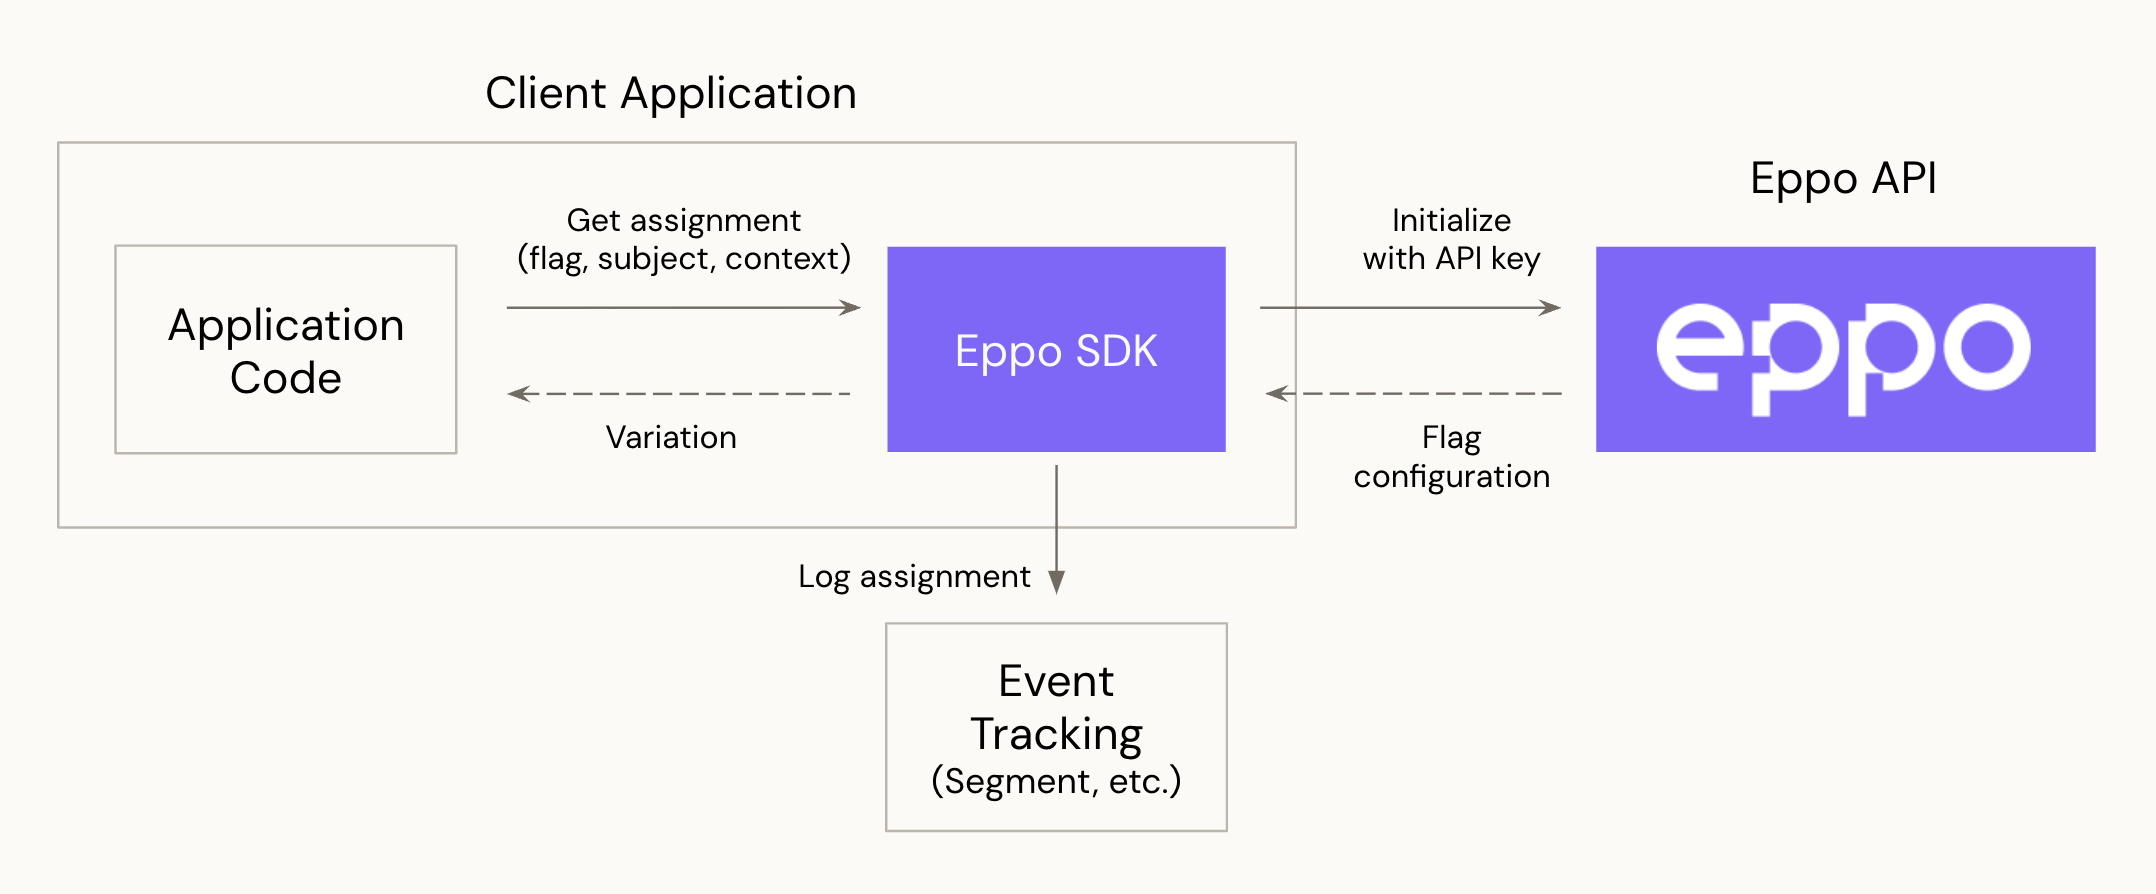 Client Application
Eppo API
Get assignment
(flag, subject, context)
Initialize
with API key
Application
Code
Eppo SDK
eppo
Variation
Flag
configuration
Log assignment
Event
Tracking
(Segment, etc.)